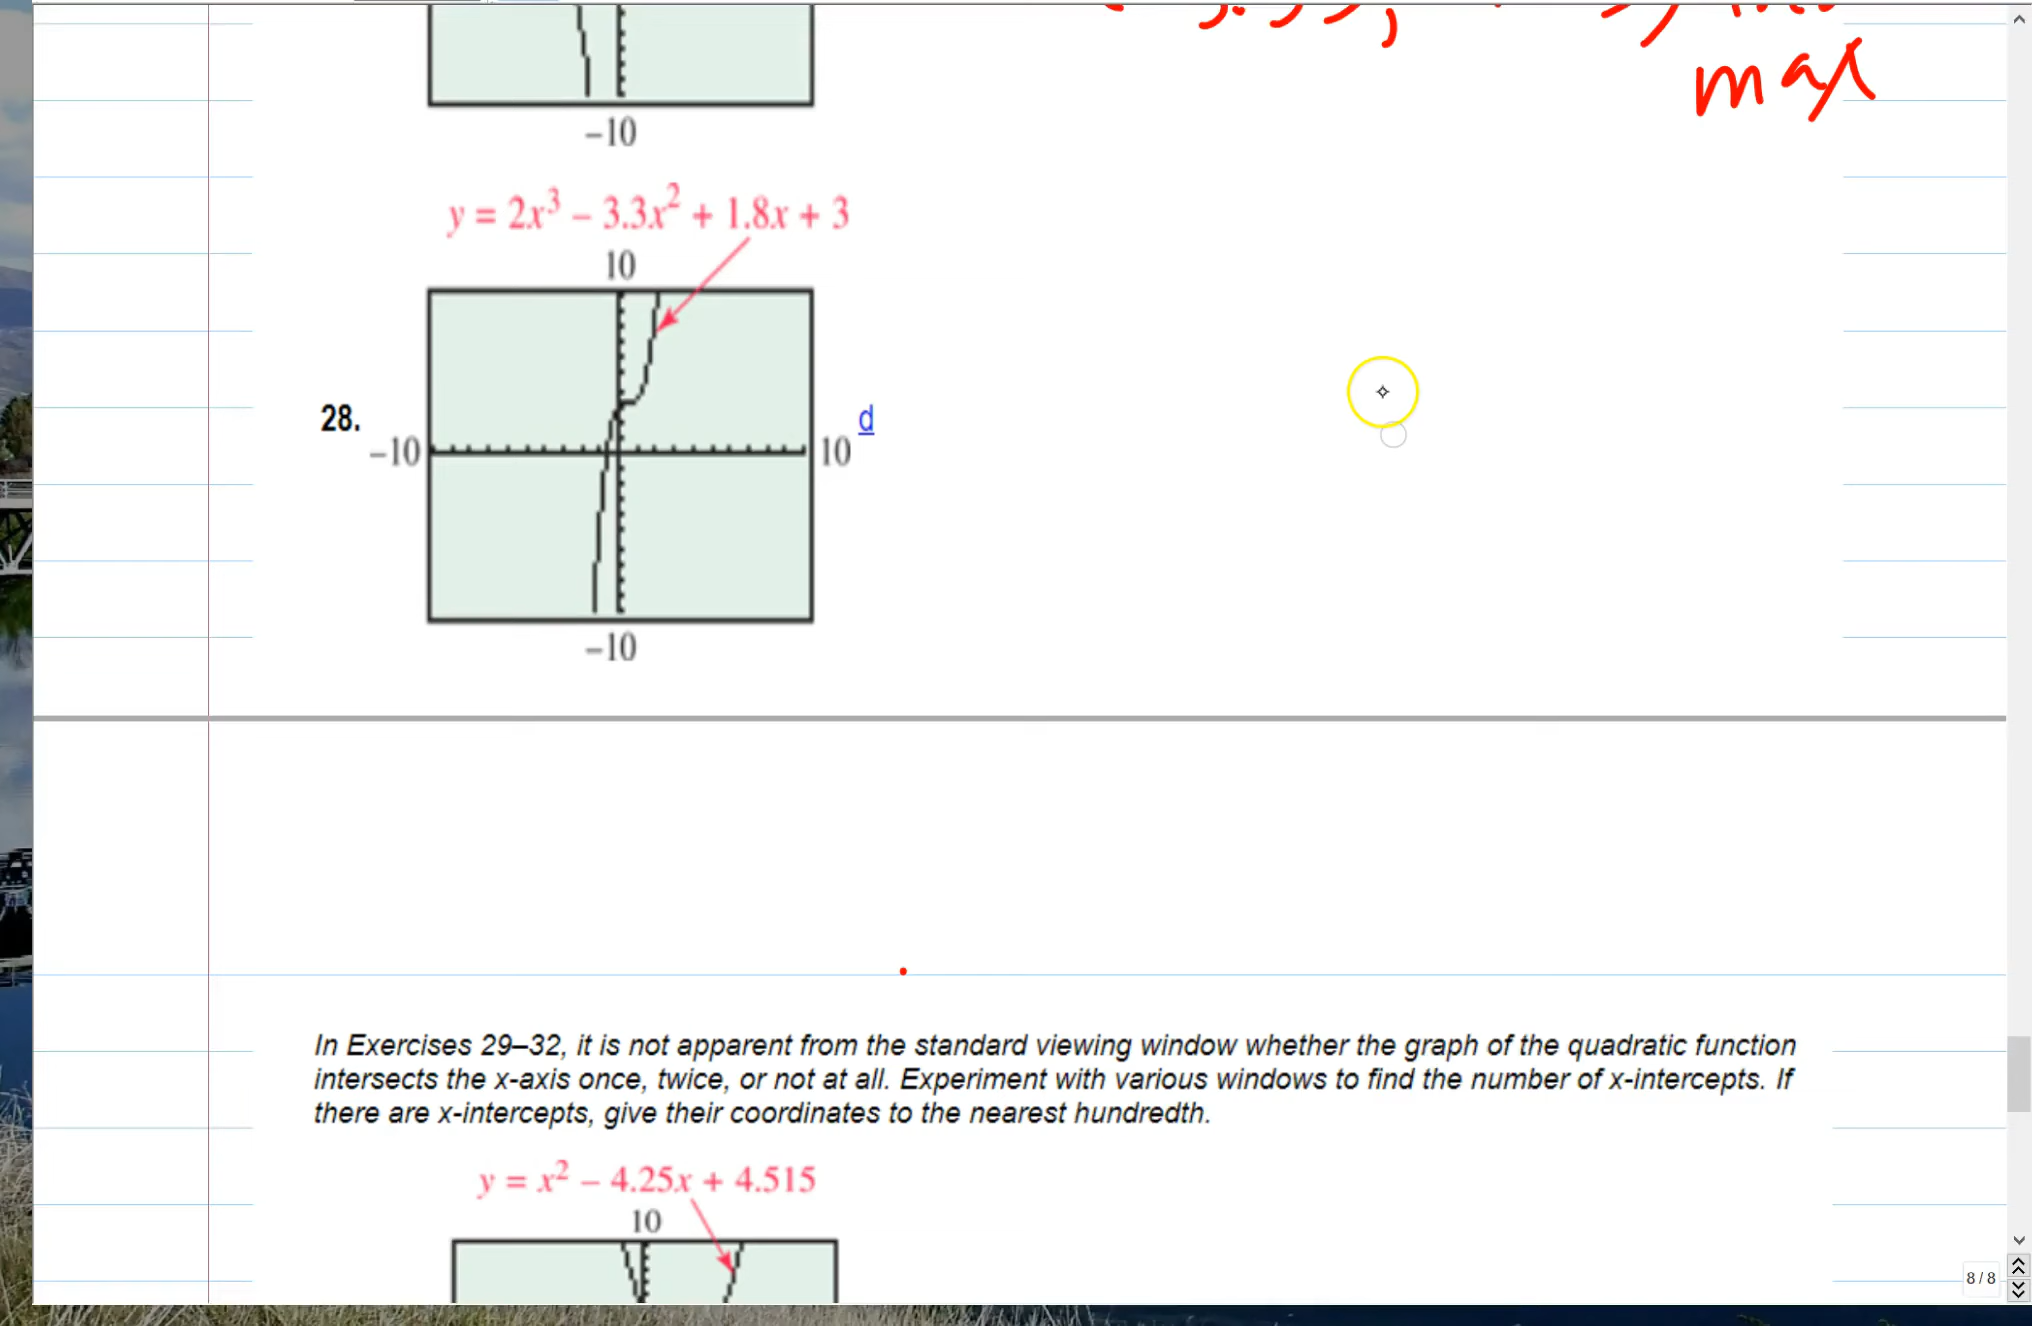 max
-10
y = 2x³ - 3.3x² + 1.8x + 3
10
28.
d
-10
10
-10
In Exercises 29–32, it is not apparent from the standard viewing window whether the graph of the quadratic function
intersects the x-axis once, twice, or not at all. Experiment with various windows to find the number of x-intercepts. If
there are x-intercepts, give their coordinates to the nearest hundredth.
y = x² - 4.25x + 4.515
10
8 / 8